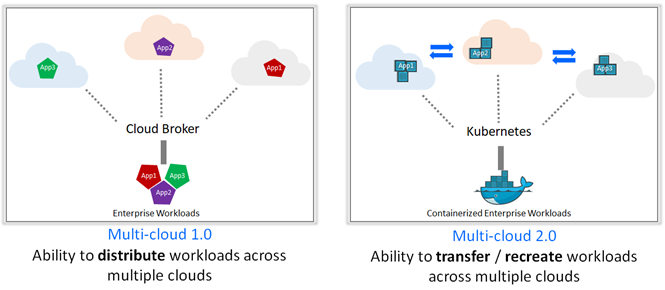 App3
App2
App1
Cloud Broker
App1
App3
App2
Enterprise Workloads
Multi-cloud 1.0
Ability to distribute workloads across
multiple clouds
App1
App2
App3
Kubernetes
Containerized Enterprise Workloads
Multi-cloud 2.0
Ability to transfer / recreate workloads
across multiple clouds